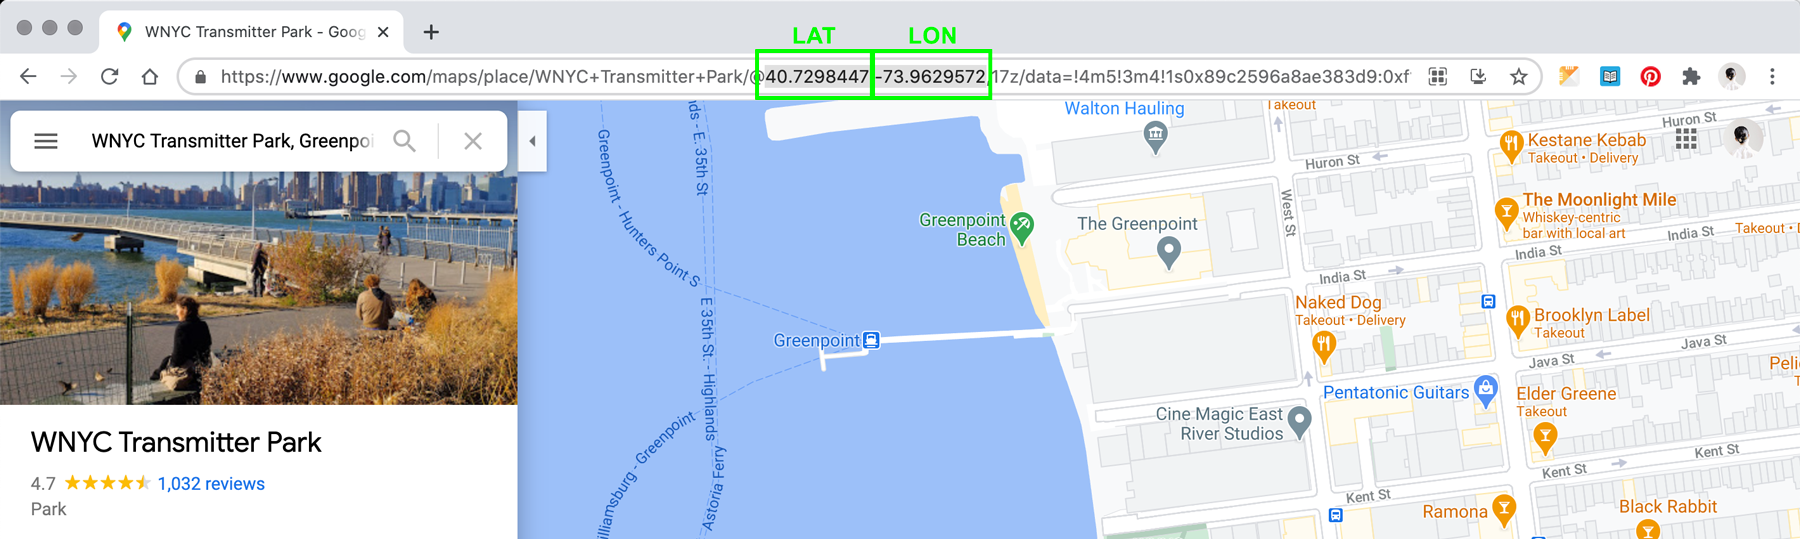 LAT
LON
WNYC Transmitter Park - Goog
https://www.google.com/maps/place/WNYC+Transmitter+Park/@40.7298447,-73.9629572,17z/data=!4m5!3m4!1s0x89c2596a8ae383d9:0xf
WNYC Transmitter Park, Greenpoi
WNYC Transmitter Park
4.7
1,032 reviews
Park
nds - E. 35th St
Greenpoint - Hunters Point S
E 35th St. - Highlands
Greenpoint
illiamsburg - Greenpoint
Astoria Ferry
Walton Hauling
Greenpoint
Beach
The Greenpoint
Takeout
Huron St
Huron St
Kestane Kebab
Takeout • Delivery
West St
The Moonlight Mile
Whiskey-centric
bar with local art
Takeout •
India St
India St
India St
Naked Dog
Takeout • Delivery
Brooklyn Label
Takeout
Java St
Java St
Peli
Takeo
Pentatonic Guitars
Elder Greene
Takeout
Cine Magic East
River Studios
Kent St
Kent St
Kent St
Ramona
Black Rabbit